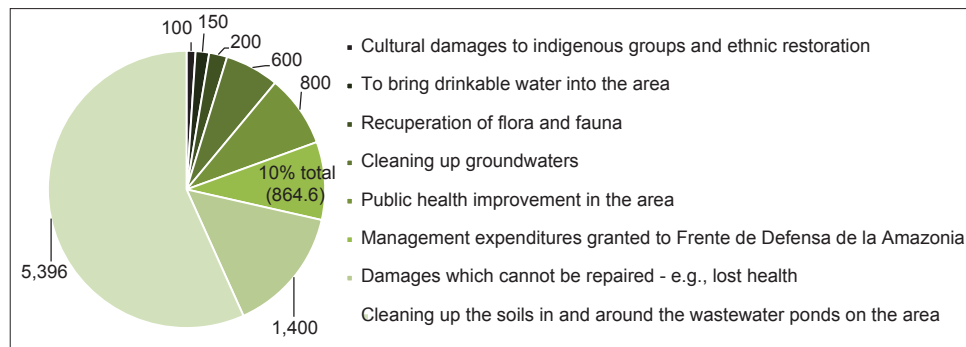 100
150
200
600
800
10% total
(864.6)
1,400
5,396
Cultural damages to indigenous groups and ethnic restoration
To bring drinkable water into the area
Recuperation of flora and fauna
Cleaning up groundwaters
Public health improvement in the area
Management expenditures granted to Frente de Defensa de la Amazonia
Damages which cannot be repaired - e.g., lost health
Cleaning up the soils in and around the wastewater ponds on the area